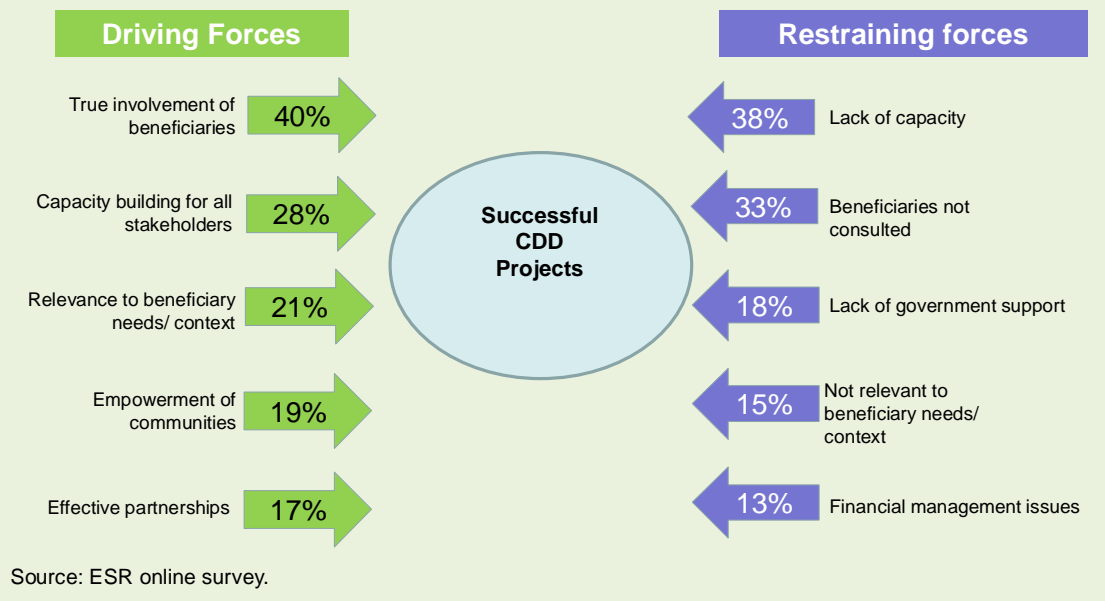 Driving Forces
Restraining forces
True involvement of
beneficiaries
40%
38%
Lack of capacity
Capacity building for all
stakeholders
28%
33%
Beneficiaries not
consulted
Successful
CDD
Projects
Relevance to beneficiary
needs/ context
21%
18%
Lack of government support
Empowerment of
communities
19%
15%
Not relevant to
beneficiary needs/
context
Effective partnerships
17%
13%
Financial management issues
Source: ESR online survey.